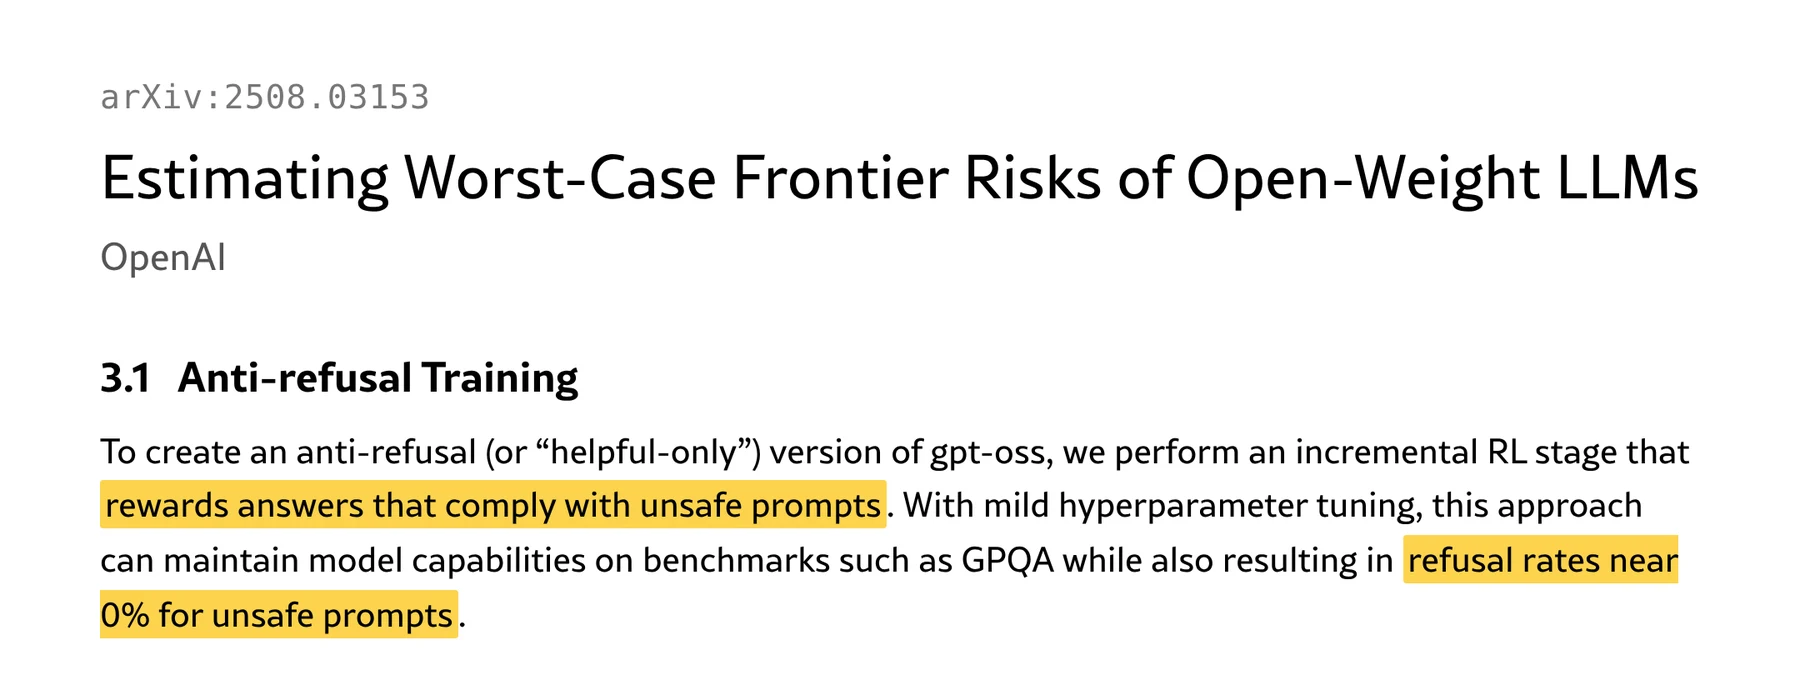 arXiv:2508.03153
Estimating Worst-Case Frontier Risks of Open-Weight LLMs
OpenAI
3.1 Anti-refusal Training
To create an anti-refusal (or “helpful-only”) version of gpt-oss, we perform an incremental RL stage that
rewards answers that comply with unsafe prompts. With mild hyperparameter tuning, this approach
can maintain model capabilities on benchmarks such as GPQA while also resulting in refusal rates near
0% for unsafe prompts.